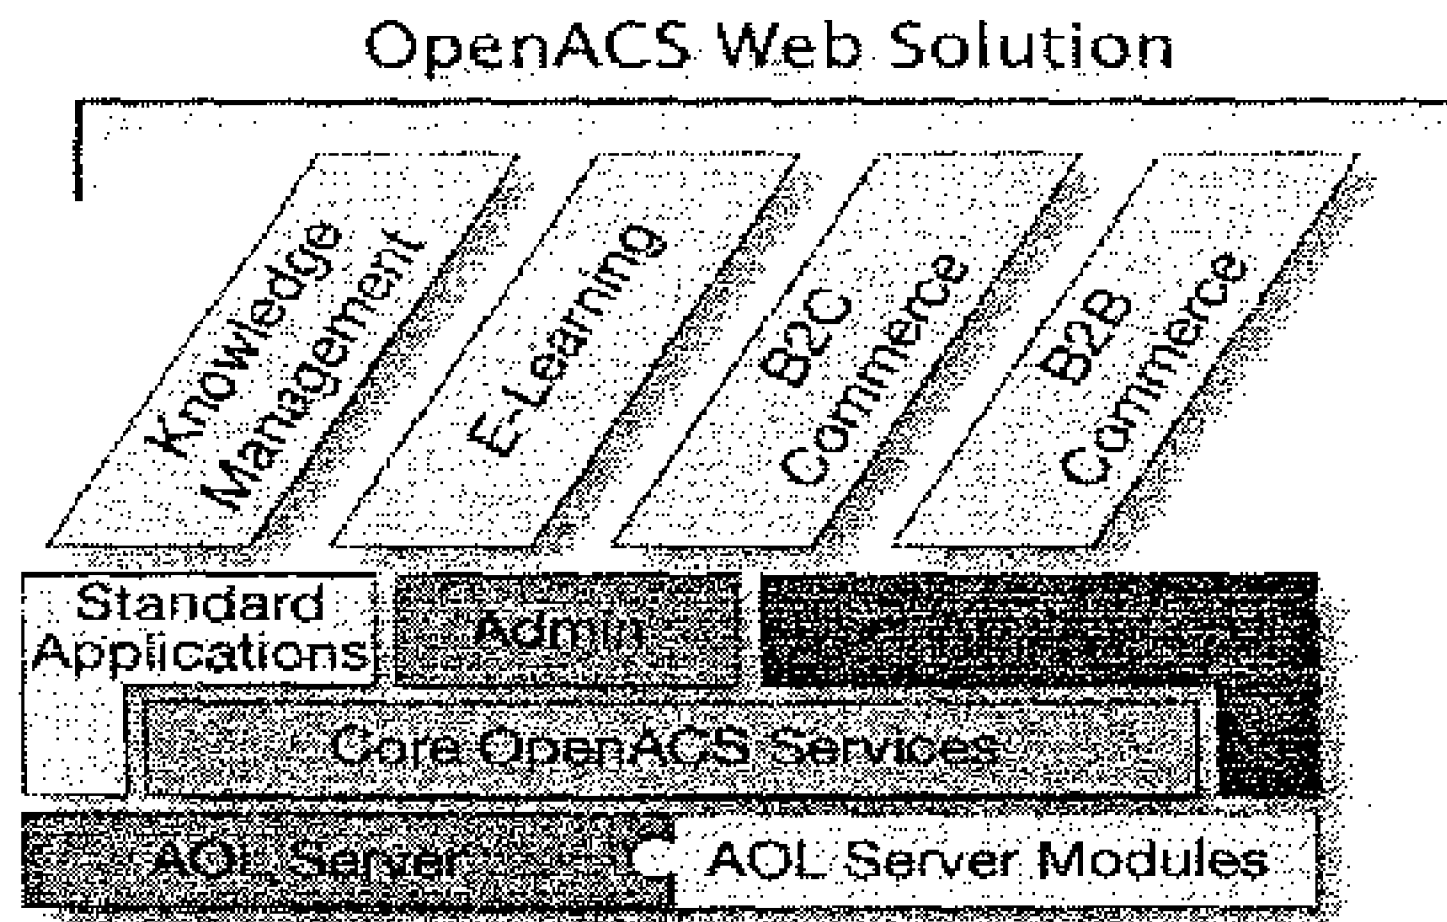 OpenACS Web Solution
Knowledge
Management
E-Learning
B2C
Commerce
B2B
Commerce
Standard
Applications
Admin
Core OpenACS Services
AOL Server
AOL Server Modules